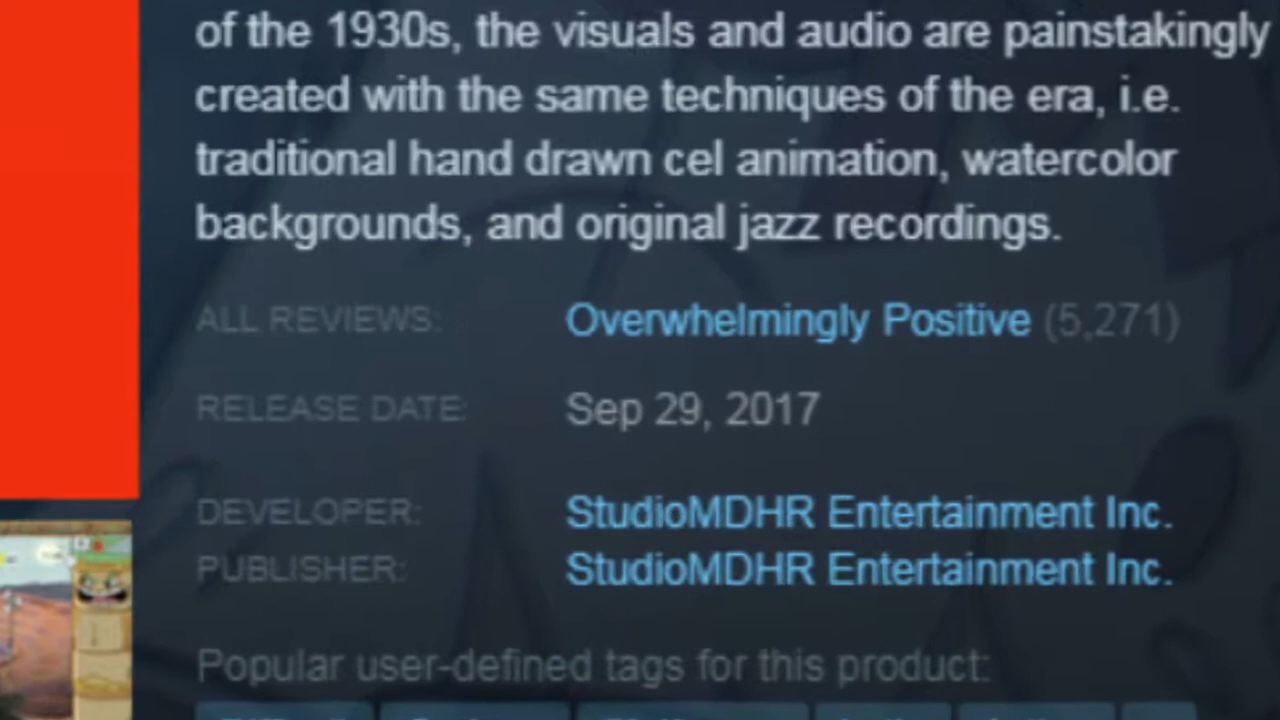 of the 1930s, the visuals and audio are painstakingly
created with the same techniques of the era, i.e.
traditional hand drawn cel animation, watercolor
backgrounds, and original jazz recordings.
ALL REVIEWS: Overwhelmingly Positive (5,271)
RELEASE DATE: Sep 29, 2017
DEVELOPER: StudioMDHR Entertainment Inc.
PUBLISHER: StudioMDHR Entertainment Inc.
Popular user-defined tags for this product: